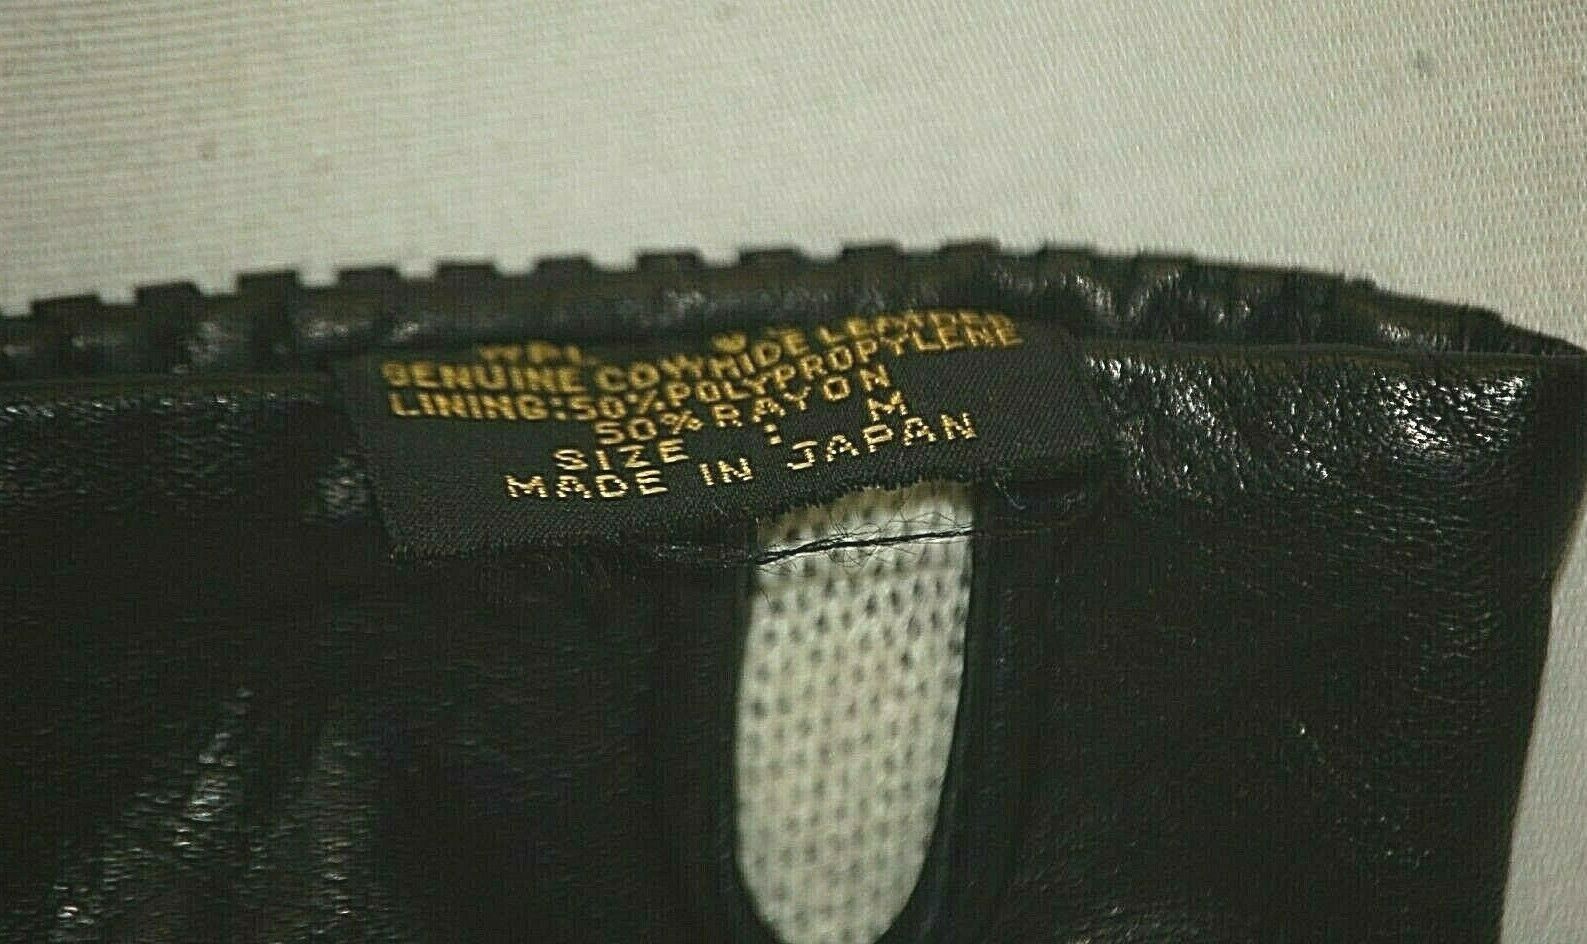 GENUINE COWHIDE LEATHER
LINING:50%POLYPROPYLENE
50%RAYON
SIZE : M
MADE IN JAPAN